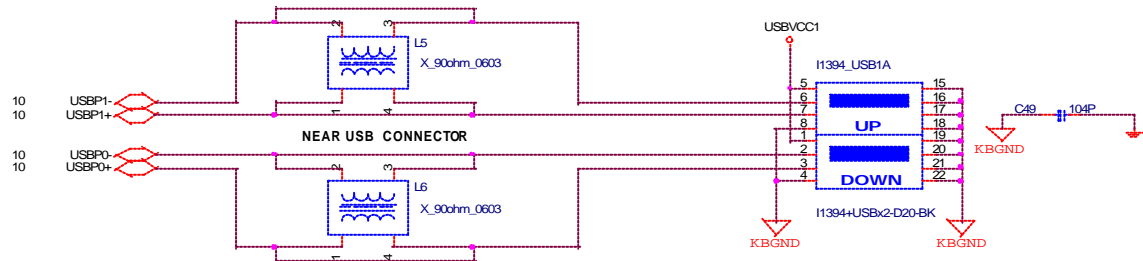 2 3
L5
X_90ohm_0603
1 4
10 USBP1-
10 USBP1+
NEAR USB CONNECTOR
10 USBP0-
10 USBP0+
2 3
L6
X_90ohm_0603
1 4
USBVCC1
I1394_USB1A
5 15
6 16
7 17
8 UP 18
1 19
2 20
3 21
4 DOWN 22
I1394+USBx2-D20-BK
KBGND KBGND
C49 104P
KBGND